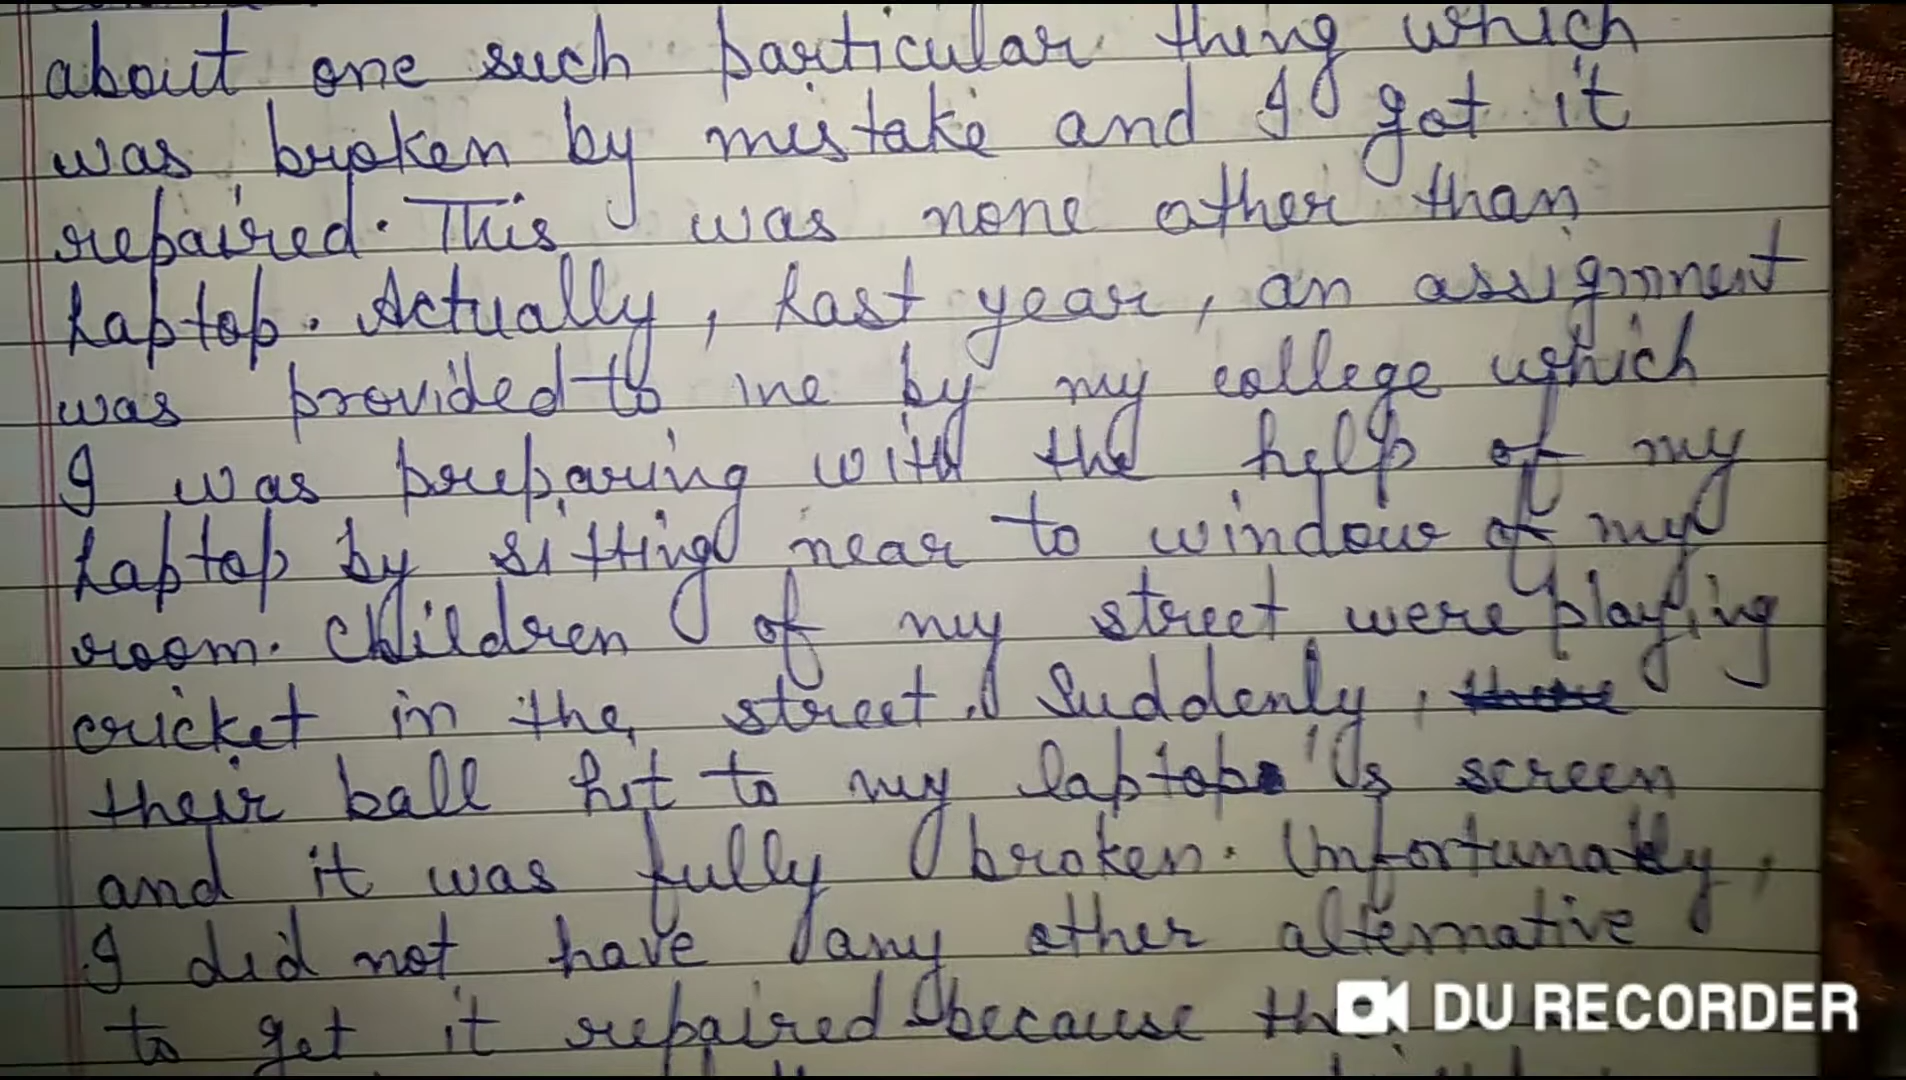 about one such particular thing which
was broken by mistake and I got it
repaired. This was none other than
Laptop. Actually, Last year, an assignment
was provided to me by my college which
I was preparing with the help of my
Laptop by sitting near to window of my
room. Children of my street were playing
cricket in the street. Suddenly,
their ball hit to my laptop's screen
and it was fully broken. Unfortunately,
I did not have any other alternative
to get it repaired because
DU RECORDER